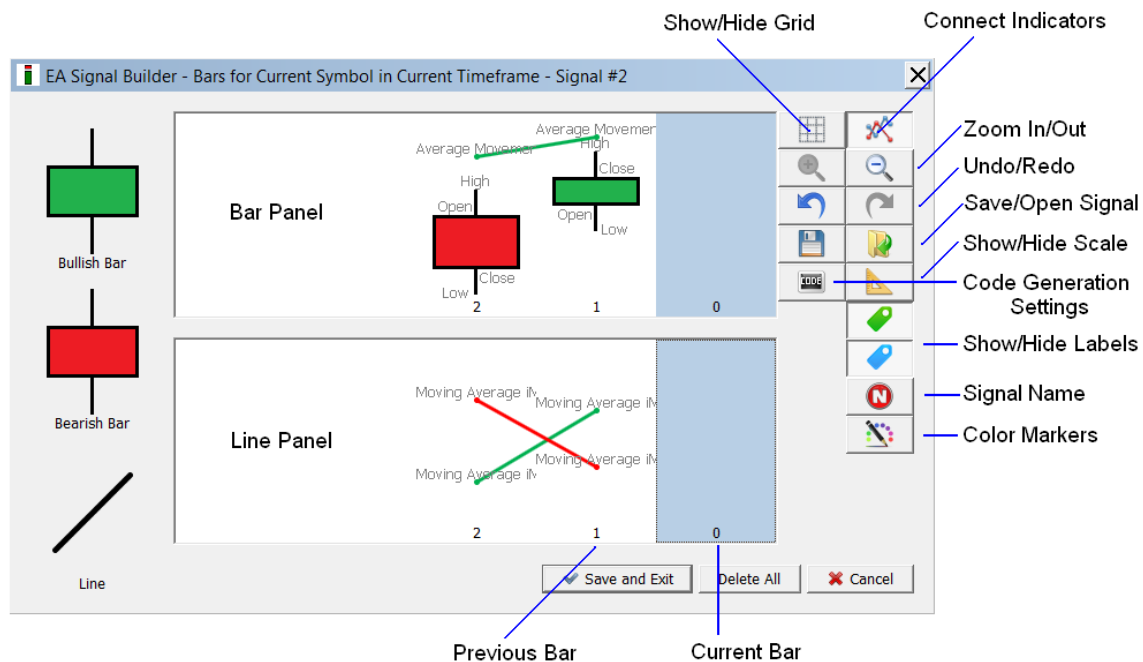 Show/Hide Grid
Connect Indicators
EA Signal Builder - Bars for Current Symbol in Current Timeframe - Signal #2
Bullish Bar
Bearish Bar
Line
Bar Panel
Average Movemen
Average Movemen
High
Open
Close
Low
2
High
Close
Open
Low
1
0
Line Panel
Moving Average iM
Moving Average iM
Moving Average iM
Moving Average iM
2
1
0
CODE
N
Zoom In/Out
Undo/Redo
Save/Open Signal
Show/Hide Scale
Code Generation
Settings
Show/Hide Labels
Signal Name
Color Markers
Save and Exit
Delete All
Cancel
Previous Bar
Current Bar